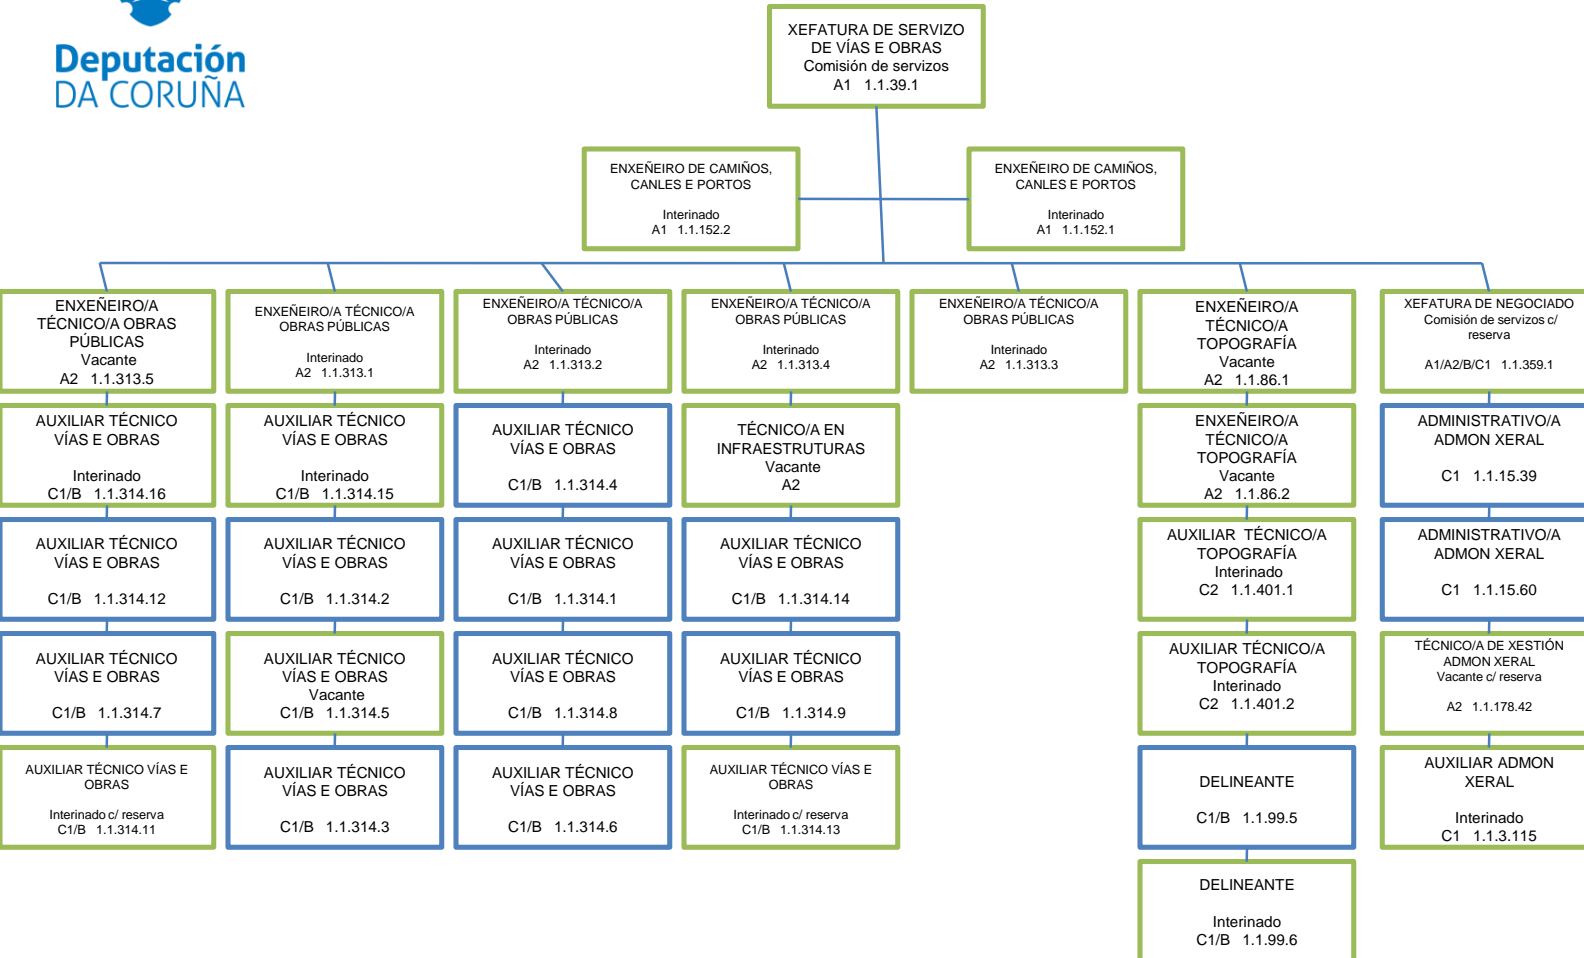 Deputación
DA CORUÑA
XEFATURA DE SERVIZO
DE VÍAS E OBRAS
Comisión de servizos
A1 1.1.39.1
ENXEÑEIRO DE CAMIÑOS,
CANLES E PORTOS
Interinado
A1 1.1.152.2
ENXEÑEIRO DE CAMIÑOS,
CANLES E PORTOS
Interinado
A1 1.1.152.1
ENXEÑEIRO/A
TÉCNICO/A OBRAS
PÚBLICAS
Vacante
A2 1.1.313.5
ENXEÑEIRO/A TÉCNICO/A
OBRAS PÚBLICAS
Interinado
A2 1.1.313.1
ENXEÑEIRO/A TÉCNICO/A
OBRAS PÚBLICAS
Interinado
A2 1.1.313.2
ENXEÑEIRO/A TÉCNICO/A
OBRAS PÚBLICAS
Interinado
A2 1.1.313.4
ENXEÑEIRO/A TÉCNICO/A
OBRAS PÚBLICAS
Interinado
A2 1.1.313.3
ENXEÑEIRO/A
TÉCNICO/A
TOPOGRAFÍA
Vacante
A2 1.1.86.1
XEFATURA DE NEGOCIADO
Comisión de servizos c/
reserva
A1/A2/B/C1 1.1.359.1
AUXILIAR TÉCNICO
VÍAS E OBRAS
Interinado
C1/B 1.1.314.16
AUXILIAR TÉCNICO
VÍAS E OBRAS
Interinado
C1/B 1.1.314.15
AUXILIAR TÉCNICO
VÍAS E OBRAS
C1/B 1.1.314.4
TÉCNICO/A EN
INFRAESTRUTURAS
Vacante
A2
ENXEÑEIRO/A
TÉCNICO/A
TOPOGRAFÍA
Vacante
A2 1.1.86.2
ADMINISTRATIVO/A
ADMON XERAL
C1 1.1.15.39
AUXILIAR TÉCNICO
VÍAS E OBRAS
C1/B 1.1.314.12
AUXILIAR TÉCNICO
VÍAS E OBRAS
C1/B 1.1.314.2
AUXILIAR TÉCNICO
VÍAS E OBRAS
C1/B 1.1.314.1
AUXILIAR TÉCNICO
VÍAS E OBRAS
C1/B 1.1.314.14
AUXILIAR TÉCNICO/A
TOPOGRAFÍA
Interinado
C2 1.1.401.1
ADMINISTRATIVO/A
ADMON XERAL
C1 1.1.15.60
AUXILIAR TÉCNICO
VÍAS E OBRAS
C1/B 1.1.314.7
AUXILIAR TÉCNICO
VÍAS E OBRAS
Vacante
C1/B 1.1.314.5
AUXILIAR TÉCNICO
VÍAS E OBRAS
C1/B 1.1.314.8
AUXILIAR TÉCNICO
VÍAS E OBRAS
C1/B 1.1.314.9
AUXILIAR TÉCNICO/A
TOPOGRAFÍA
Interinado
C2 1.1.401.2
TÉCNICO/A DE XESTIÓN
ADMON XERAL
Vacante c/ reserva
A2 1.1.178.42
AUXILIAR TÉCNICO VÍAS E
OBRAS
Interinado c/ reserva
C1/B 1.1.314.11
AUXILIAR TÉCNICO
VÍAS E OBRAS
C1/B 1.1.314.3
AUXILIAR TÉCNICO
VÍAS E OBRAS
C1/B 1.1.314.6
AUXILIAR TÉCNICO VÍAS E
OBRAS
Interinado c/ reserva
C1/B 1.1.314.13
DELINEANTE
C1/B 1.1.99.5
AUXILIAR ADMON
XERAL
Interinado
C1 1.1.3.115
DELINEANTE
Interinado
C1/B 1.1.99.6